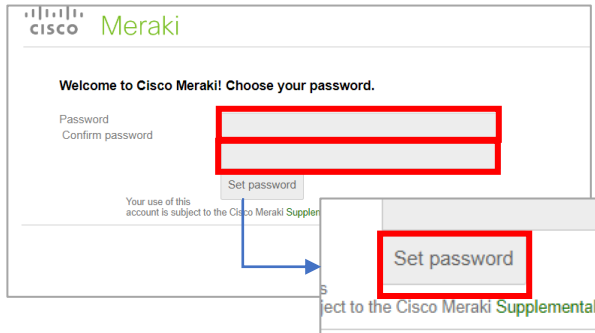 CISCO Meraki
Welcome to Cisco Meraki! Choose your password.
Password
Confirm password
Set password
Your use of this
account is subject to the Cisco Meraki Supplem
Set password
s
ject to the Cisco Meraki Supplemental